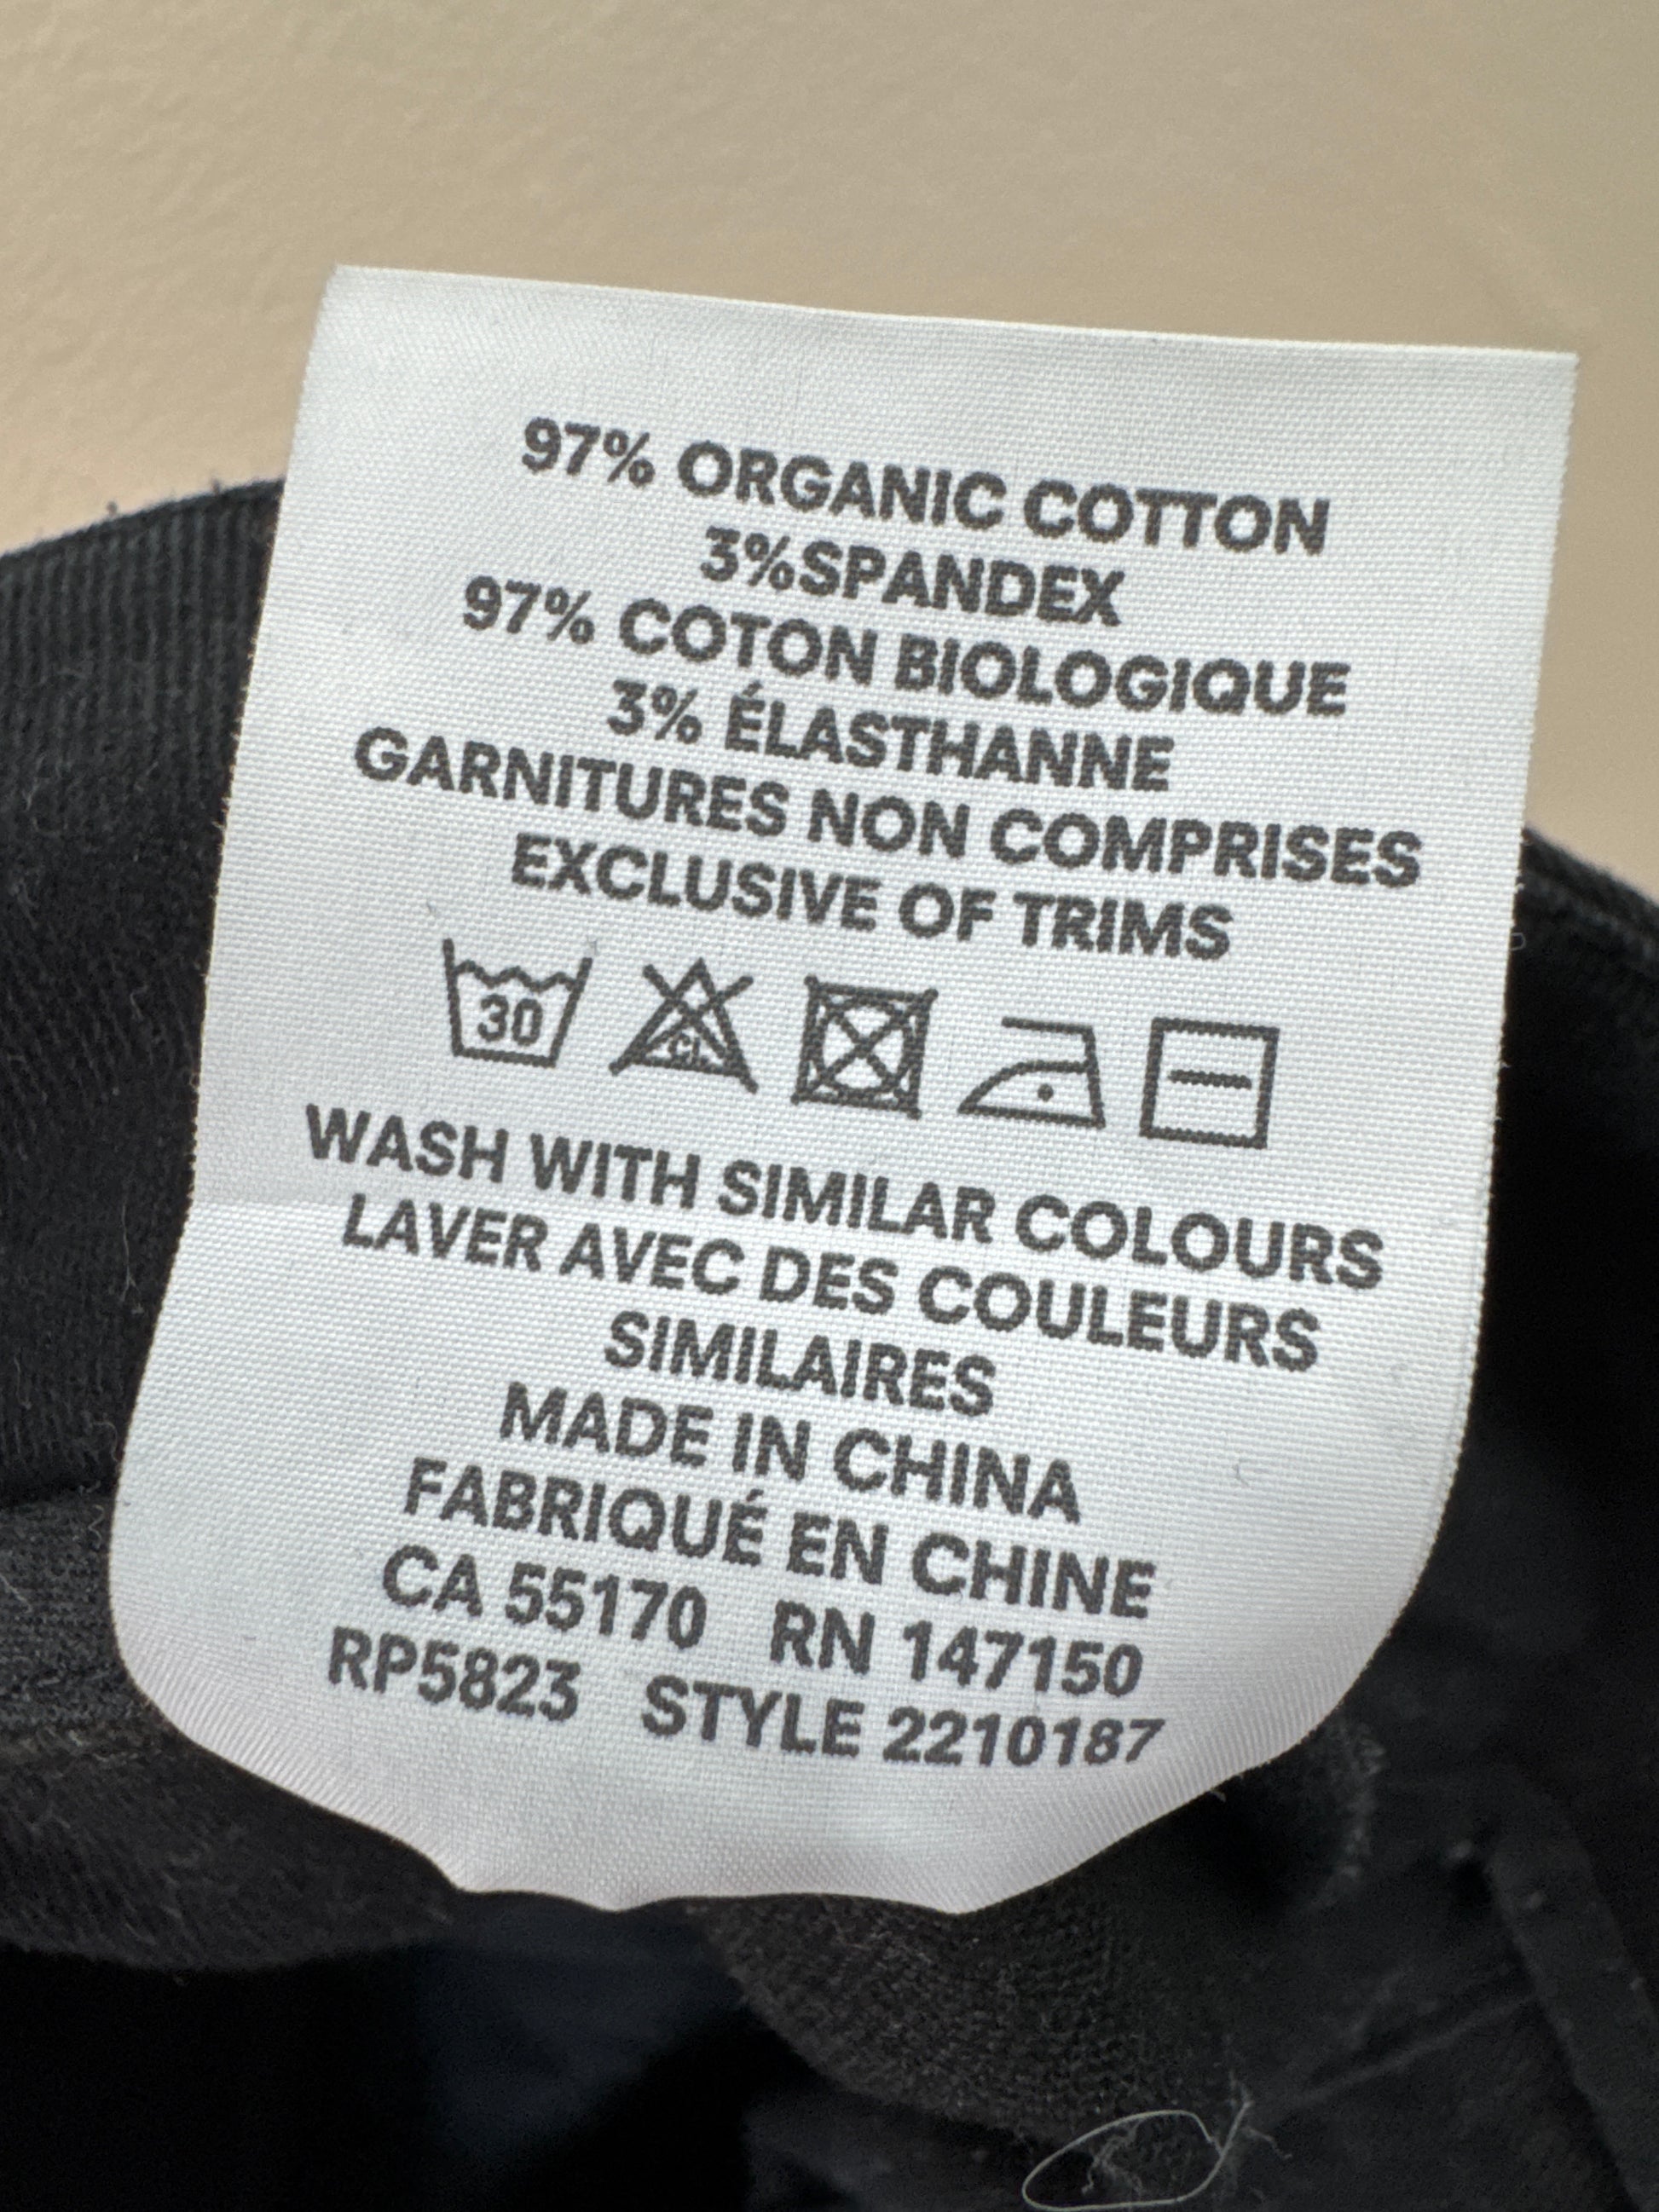 97% ORGANIC COTTON
3%SPANDEX
97% COTON BIOLOGIQUE
3% ÉLASTHANNE
GARNITURES NON COMPRISES
EXCLUSIVE OF TRIMS
30 CL
WASH WITH SIMILAR COLOURS
LAVER AVEC DES COULEURS
SIMILAIRES
MADE IN CHINA
FABRIQUÉ EN CHINE
CA 55170 RN 147150
RP5823 STYLE 2210187